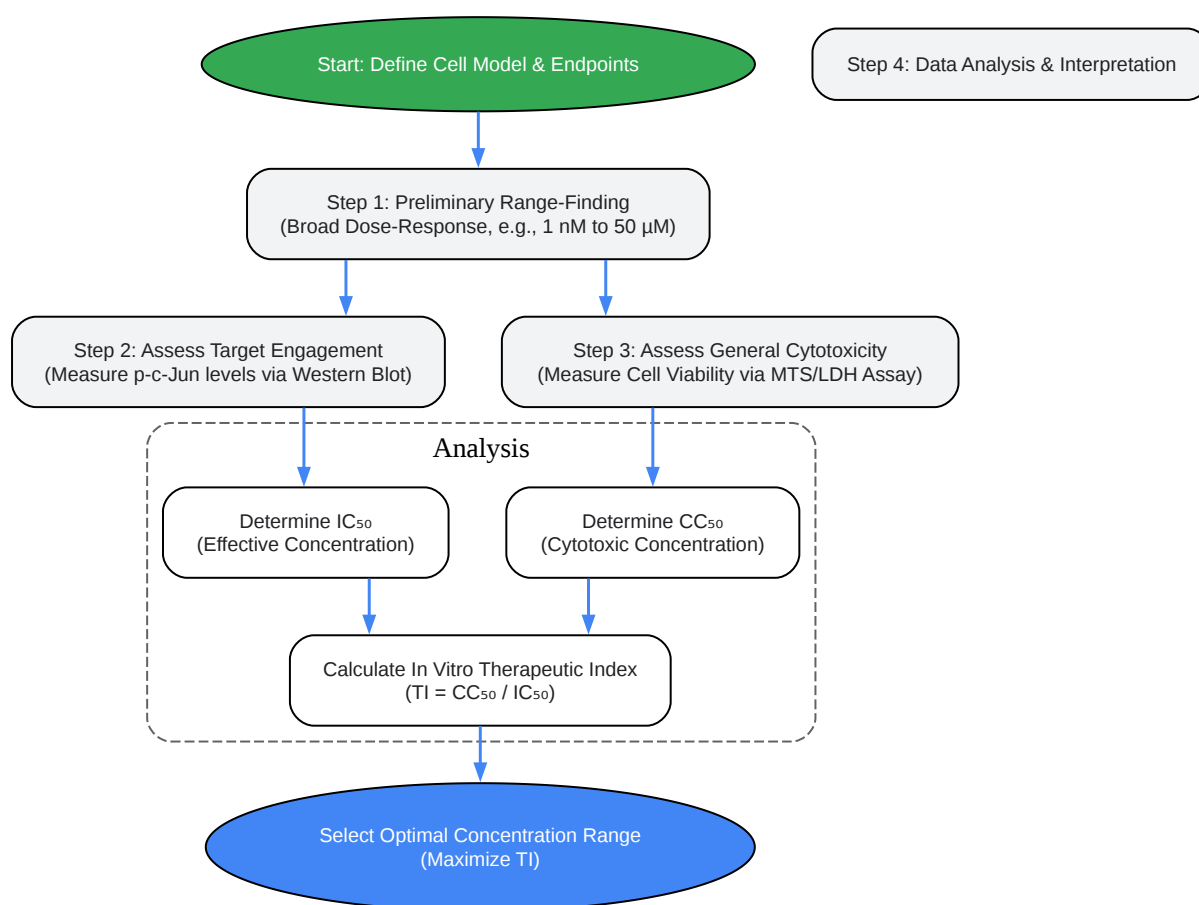 Start: Define Cell Model & Endpoints
Step 4: Data Analysis & Interpretation
Step 1: Preliminary Range-Finding
(Broad Dose-Response, e.g., 1 nM to 50 µM)
Step 2: Assess Target Engagement
(Measure p-c-Jun levels via Western Blot)
Step 3: Assess General Cytotoxicity
(Measure Cell Viability via MTS/LDH Assay)
Analysis
Determine IC₅₀
(Effective Concentration)
Determine CC₅₀
(Cytotoxic Concentration)
Calculate In Vitro Therapeutic Index
(TI = CC₅₀ / IC₅₀)
Select Optimal Concentration Range
(Maximize TI)